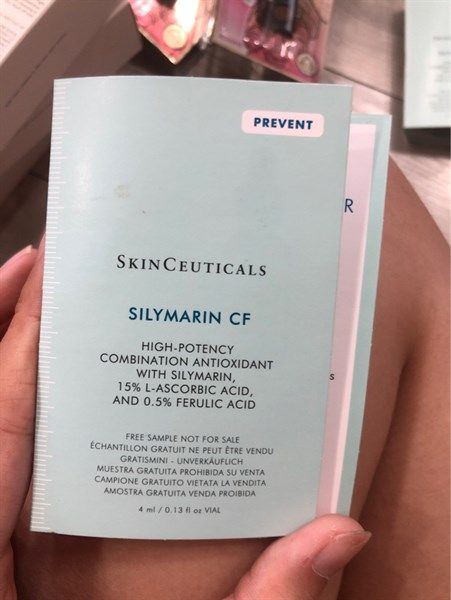 PREVENT
R
SKINCEUTICALS
SILYMARIN CF
HIGH-POTENCY
COMBINATION ANTIOXIDANT
WITH SILYMARIN,
15% L-ASCORBIC ACID,
AND 0.5% FERULIC ACID
s
FREE SAMPLE NOT FOR SALE
ÉCHANTILLON GRATUIT NE PEUT ÊTRE VENDU
GRATISMINI - UNVERKÄUFLICH
MUESTRA GRATUITA PROHIBIDA SU VENTA
CAMPIONE GRATUITO VIETATA LA VENDITA
AMOSTRA GRATUITA VENDA PROIBIDA
4 ml / 0.13 fl oz VIAL